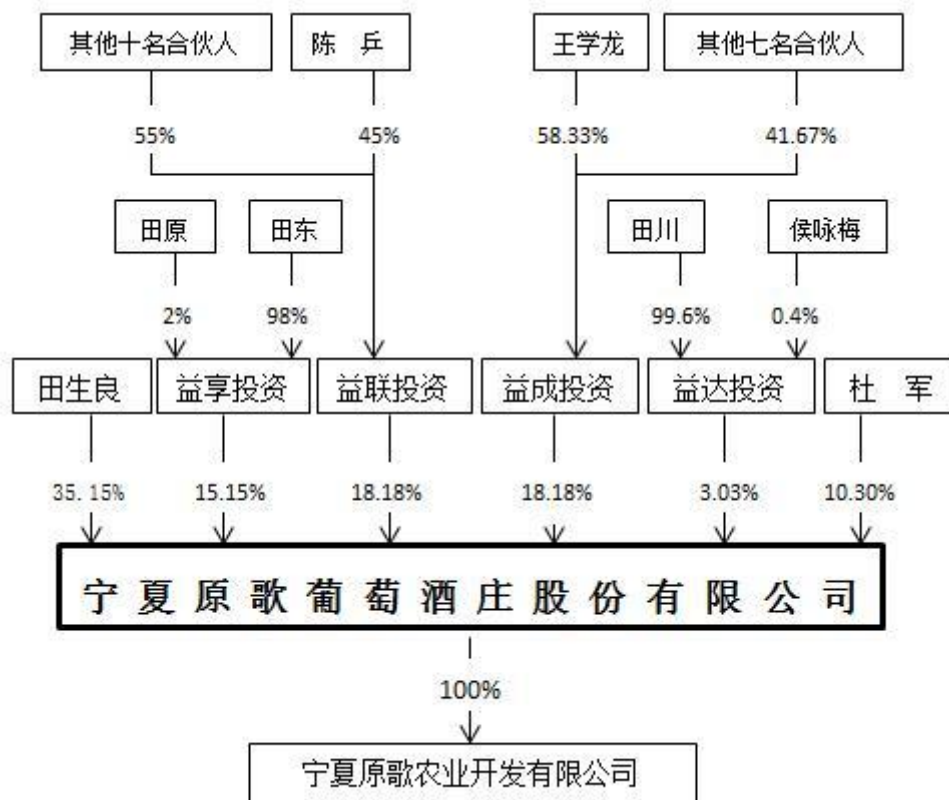 其他十名合伙人 陈 乒 王学龙 其他七名合伙人
55% 45% 58.33% 41.67%
田原 田东 田川 侯咏梅
2% 98% 99.6% 0.4%
田生良 益享投资 益联投资 益成投资 益达投资 杜 军
35.15% 15.15% 18.18% 18.18% 3.03% 10.30%
宁夏原歌葡萄酒庄股份有限公司
100%
宁夏原歌农业开发有限公司